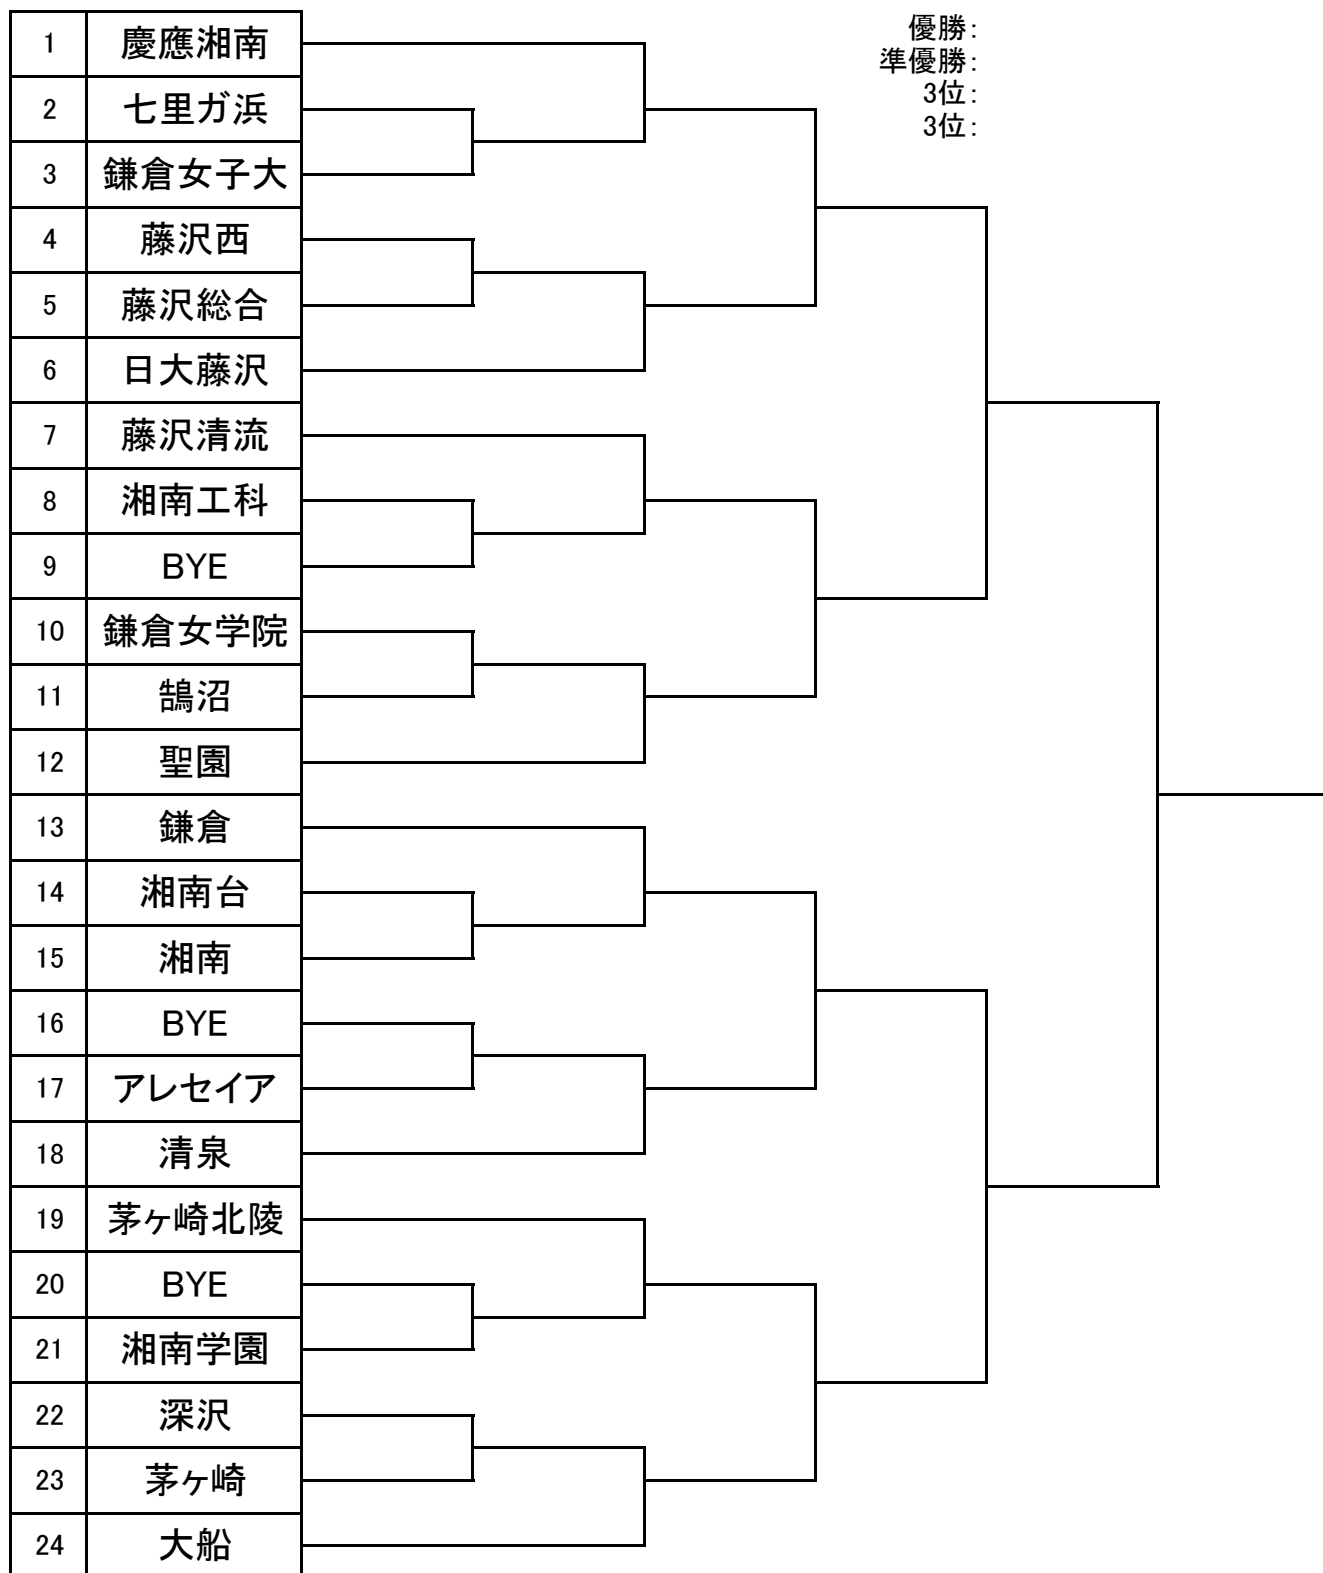 優勝:
準優勝:
3位:
3位:
1 慶應湘南
2 七里ガ浜
3 鎌倉女子大
4 藤沢西
5 藤沢総合
6 日大藤沢
7 藤沢清流
8 湘南工科
9 BYE
10 鎌倉女学院
11 鵠沼
12 聖園
13 鎌倉
14 湘南台
15 湘南
16 BYE
17 アレセイア
18 清泉
19 茅ヶ崎北陵
20 BYE
21 湘南学園
22 深沢
23 茅ヶ崎
24 大船